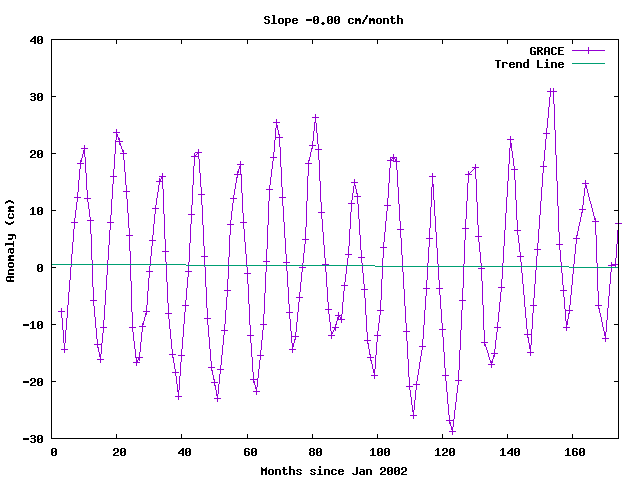 Slope -0.00 cm/month
40
GRACE
Trend Line
30
20
10
0
-10
-20
-30
Anomaly (cm)
0 20 40 60 80 100 120 140 160
Months since Jan 2002